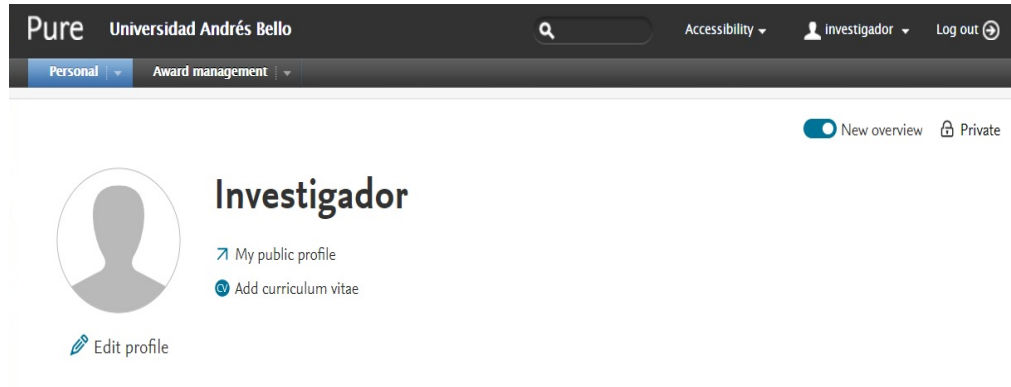 Pure Universidad Andrés Bello Accessibility investigador Log out
Personal Award management
New overview Private
Investigador
My public profile
CV Add curriculum vitae
Edit profile